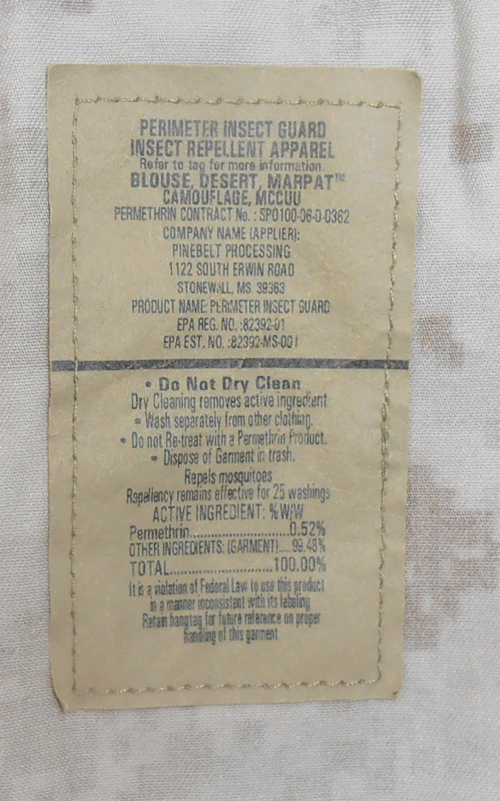 PERIMETER INSECT GUARD
INSECT REPELLENT APPAREL
Refer to tag for more information.
BLOUSE, DESERT, MARPAT™
CAMOUFLAGE, MCCUU
PERMETHRIN CONTRACT No. : SP0100-06-D-0362
COMPANY NAME (APPLIER):
PINEBELT PROCESSING
1122 SOUTH ERWIN ROAD
STONEWALL, MS 39363
PRODUCT NAME: PERIMETER INSECT GUARD
EPA REG. NO. :82392-01
EPA EST. NO. :82392-MS-001
• Do Not Dry Clean
Dry Cleaning removes active ingredient
• Wash separately from other clothing.
• Do not Re-treat with a Permethrin Product.
• Dispose of Garment in trash.
Repels mosquitoes
Repellency remains effective for 25 washings
ACTIVE INGREDIENT: % W/W
Permethrin......................0.52%
OTHER INGREDIENTS: (GARMENT)....99.48%
TOTAL.......................100.00%
It is a violation of Federal Law to use this product
in a manner inconsistent with its labeling
Retain hangtag for future reference on proper
handling of this garment